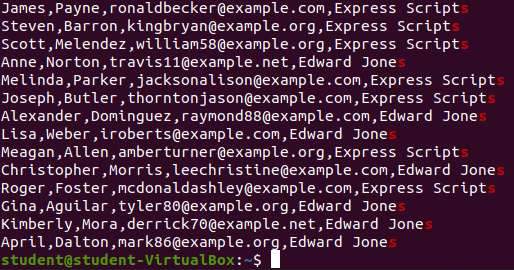 James,Payne,ronaldbecker@example.com,Express Scripts
Steven,Barron,kingbryan@example.com,Express Scripts
Scott,Melendez,william58@example.org,Express Scripts
Anne,Norton,travis11@example.net,Edward Jones
Melinda,Parker,jacksonalison@example.com,Express Scripts
Joseph,Butler,thorntonjason@example.com,Express Scripts
Alexander,Dominguez,raymond88@example.com,Edward Jones
Lisa,Weber,iroberts@example.com,Edward Jones
Meagan,Allen,amberturner@example.org,Express Scripts
Christopher,Morris,leechristine@example.com,Edward Jones
Roger,Foster,mcdonaldashley@example.com,Express Scripts
Gina,Aguilar,tyler80@example.org,Edward Jones
Kimberly,Mora,derrick70@example.net,Edward Jones
April,Dalton,mark86@example.org,Edward Jones
student@student-VirtualBox:~$